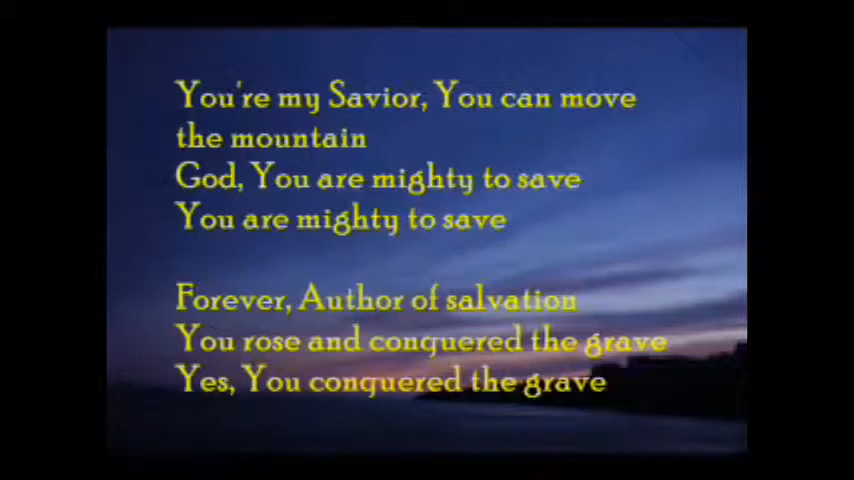 You're my Savior, You can move
the mountain
God, You are mighty to save
You are mighty to save
Forever, Author of salvation
You rose and conquered the grave
Yes, You conquered the grave